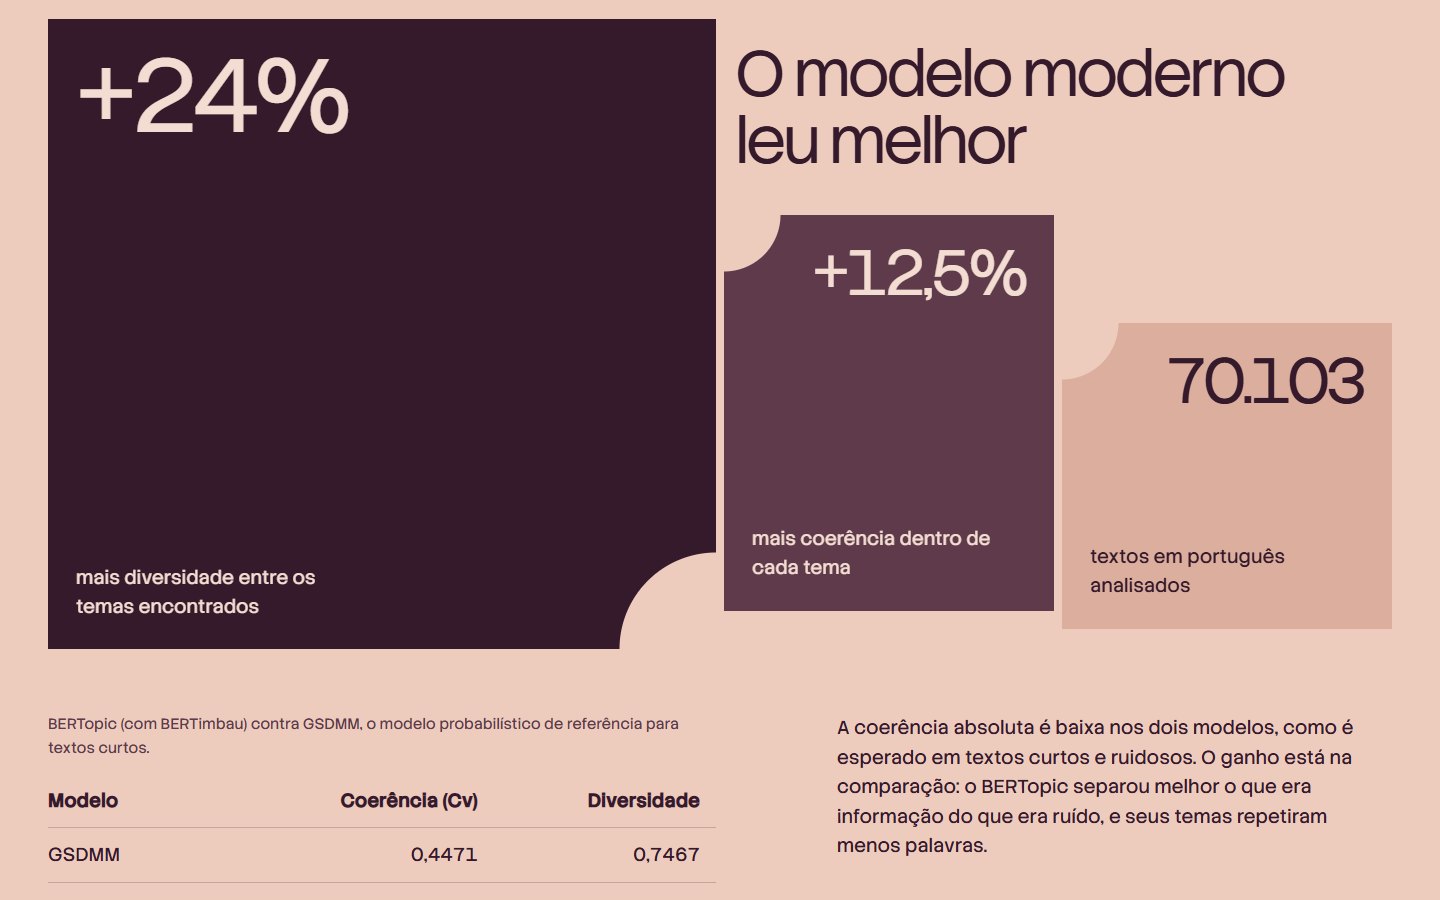 +24%
mais diversidade entre os
temas encontrados
O modelo moderno
leu melhor
+12,5%
mais coerência dentro de
cada tema
70.103
textos em português
analisados
BERTopic (com BERTimbau) contra GSDMM, o modelo probabilístico de referência para
textos curtos.
Modelo Coerência (Cv) Diversidade
GSDMM 0,4471 0,7467
A coerência absoluta é baixa nos dois modelos, como é
esperado em textos curtos e ruidosos. O ganho está na
comparação: o BERTopic separou melhor o que era
informação do que era ruído, e seus temas repetiram
menos palavras.